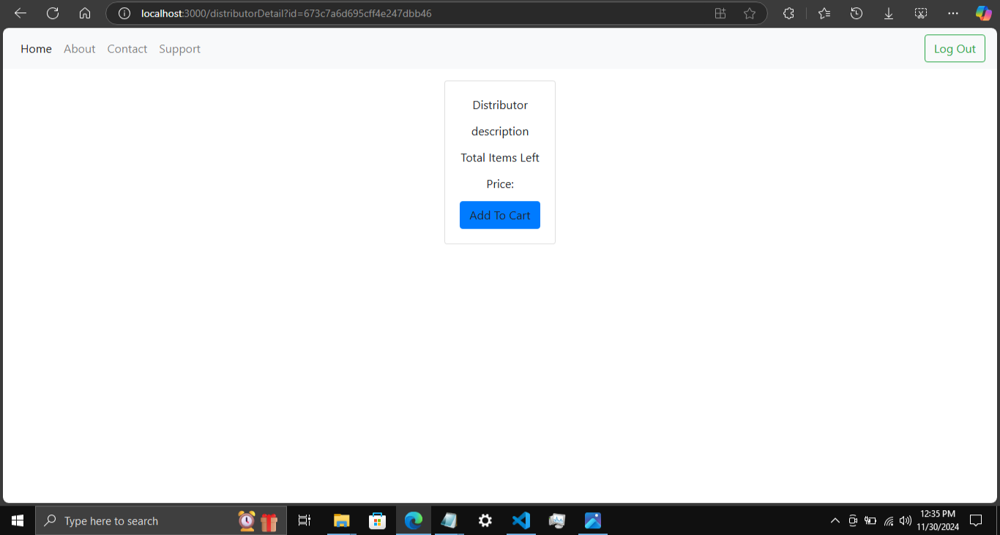 localhost:3000/distributorDetail?id=673c7a6d695cff4e247dbb46
Home About Contact Support Log Out
Distributor
description
Total Items Left
Price:
Add To Cart
Type here to search
12:35 PM
11/30/2024